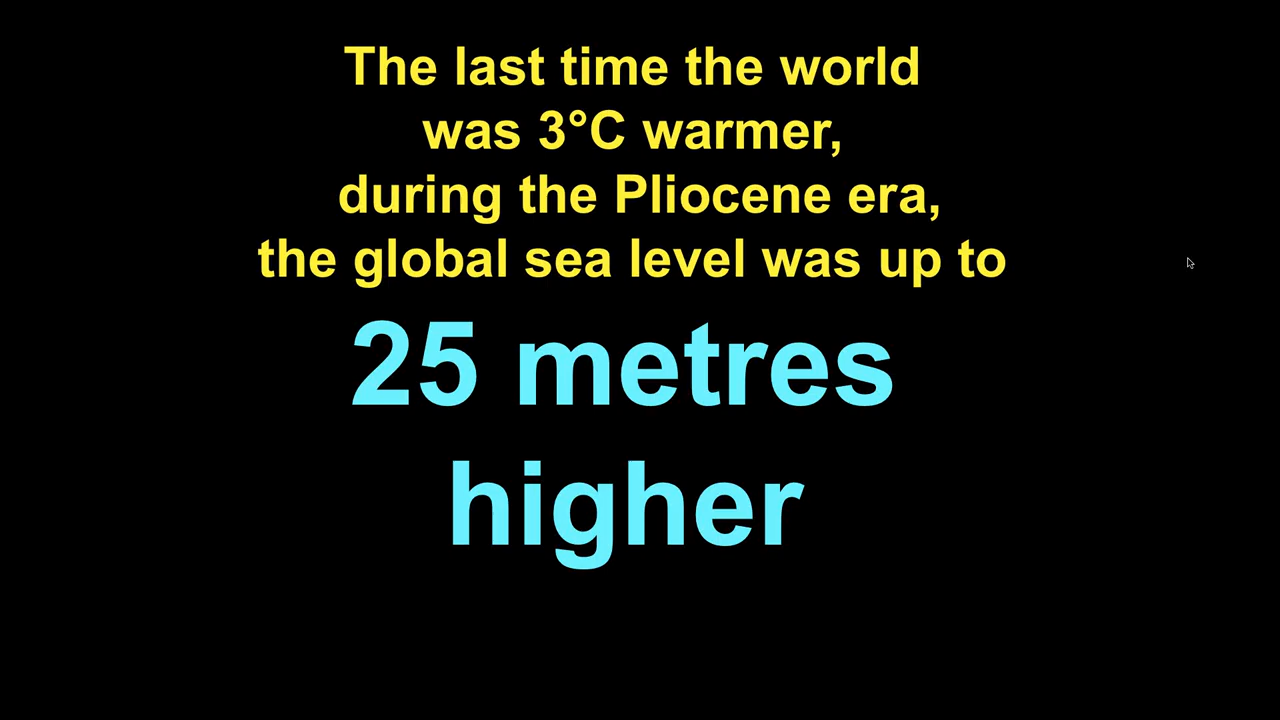 The last time the world
was 3°C warmer,
during the Pliocene era,
the global sea level was up to
25 metres
higher